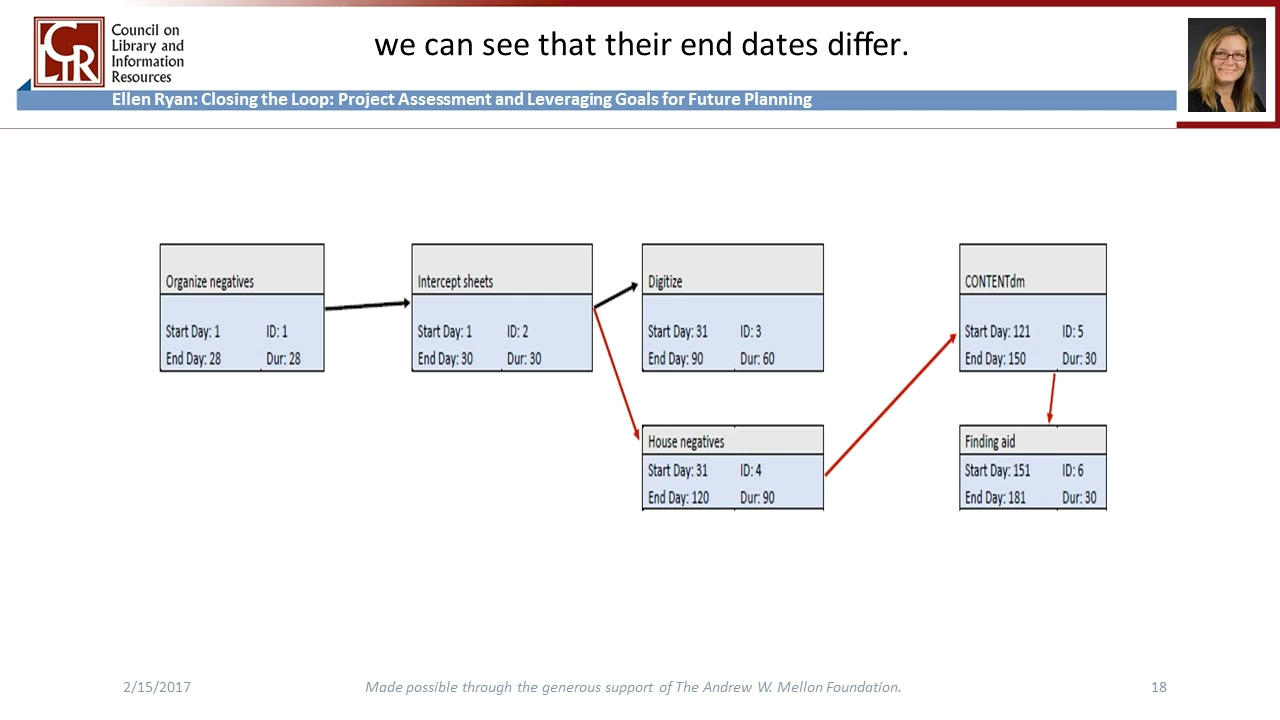 CLIR
Council on
Library and
Information
Resources
we can see that their end dates differ.
Ellen Ryan: Closing the Loop: Project Assessment and Leveraging Goals for Future Planning
Organize negatives
Start Day: 1 ID: 1
End Day: 28 Dur: 28
Intercept sheets
Start Day: 1 ID: 2
End Day: 30 Dur: 30
Digitize
Start Day: 31 ID: 3
End Day: 90 Dur: 60
CONTENTdm
Start Day: 121 ID: 5
End Day: 150 Dur: 30
House negatives
Start Day: 31 ID: 4
End Day: 120 Dur: 90
Finding aid
Start Day: 151 ID: 6
End Day: 181 Dur: 30
2/15/2017 Made possible through the generous support of The Andrew W. Mellon Foundation. 18